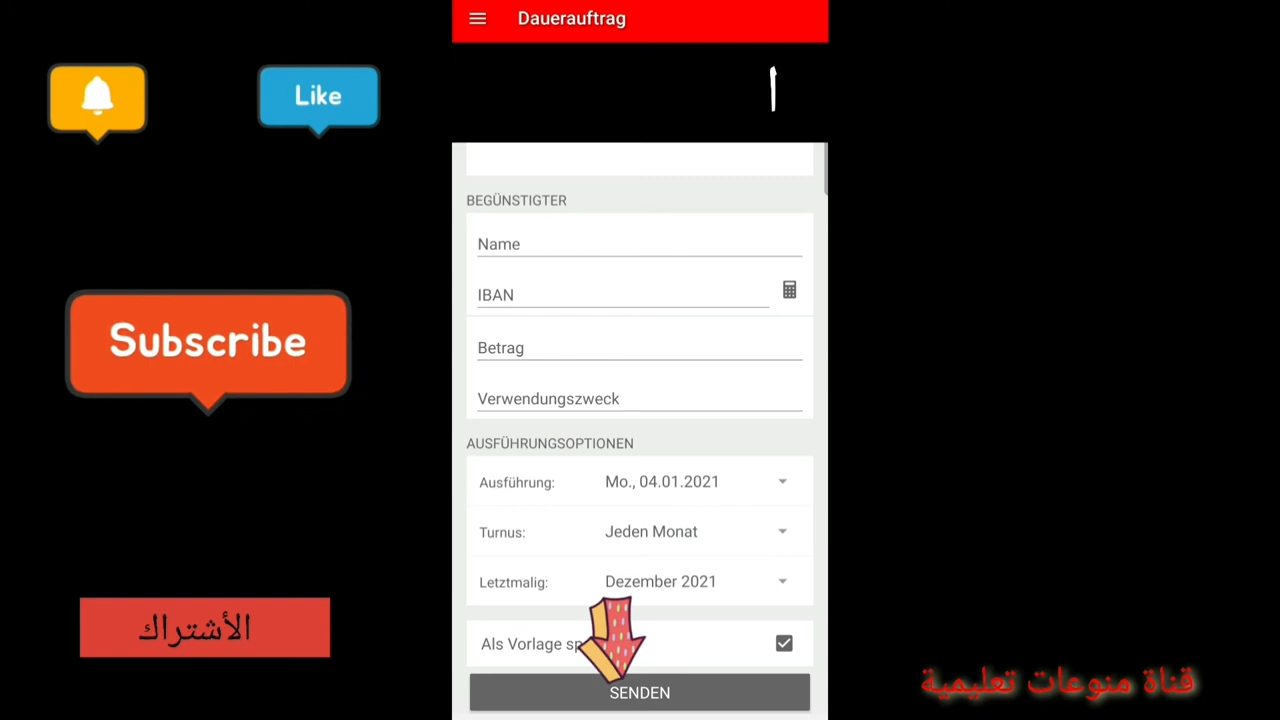 Dauerauftrag
Like
ا
BEGÜNSTIGTER
Name
IBAN
Subscribe
Betrag
Verwendungszweck
AUSFÜHRUNGSOPTIONEN
Ausführung: Mo., 04.01.2021
Turnus: Jeden Monat
Letztmalig: Dezember 2021
الأشتراك
Als Vorlage
SENDEN
قناة منوعات تعليمية